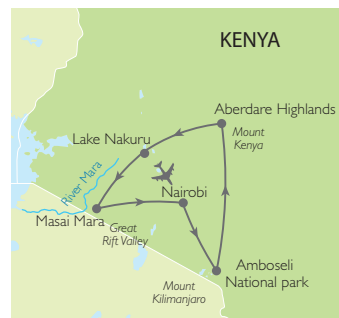 KENYA
Aberdare Highlands
Mount
Kenya
Lake Nakuru
River Mara
Nairobi
Masai Mara
Great
Rift Valley
Amboseli
National park
Mount
Kilimanjaro